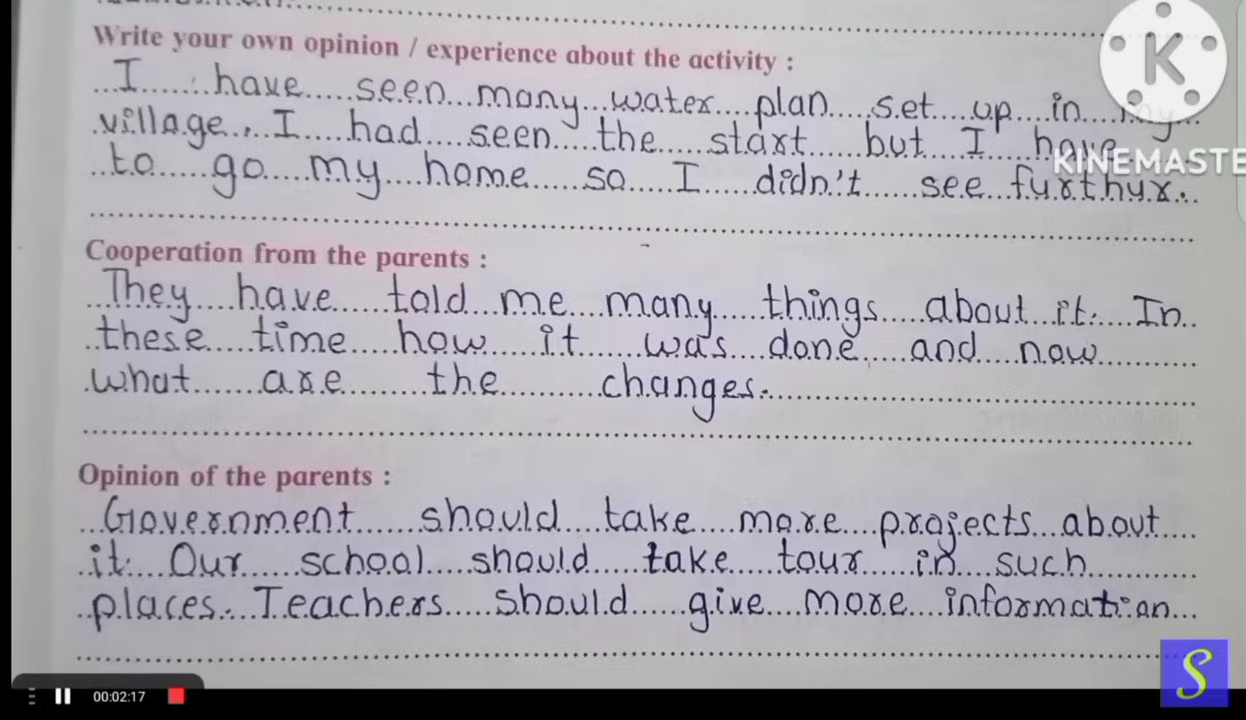 Write your own opinion / experience about the activity :
I have seen many water plan set up in my
village. I had seen the start but I have
to go my home so I didn't see furthur.
Cooperation from the parents :
They have told me many things about it. In
these time how it was done and now
what are the changes.
Opinion of the parents :
Government should take more projects about
it. Our school should take tour in such
places. Teachers should give more information
K
KINEMASTE
S
00:02:17